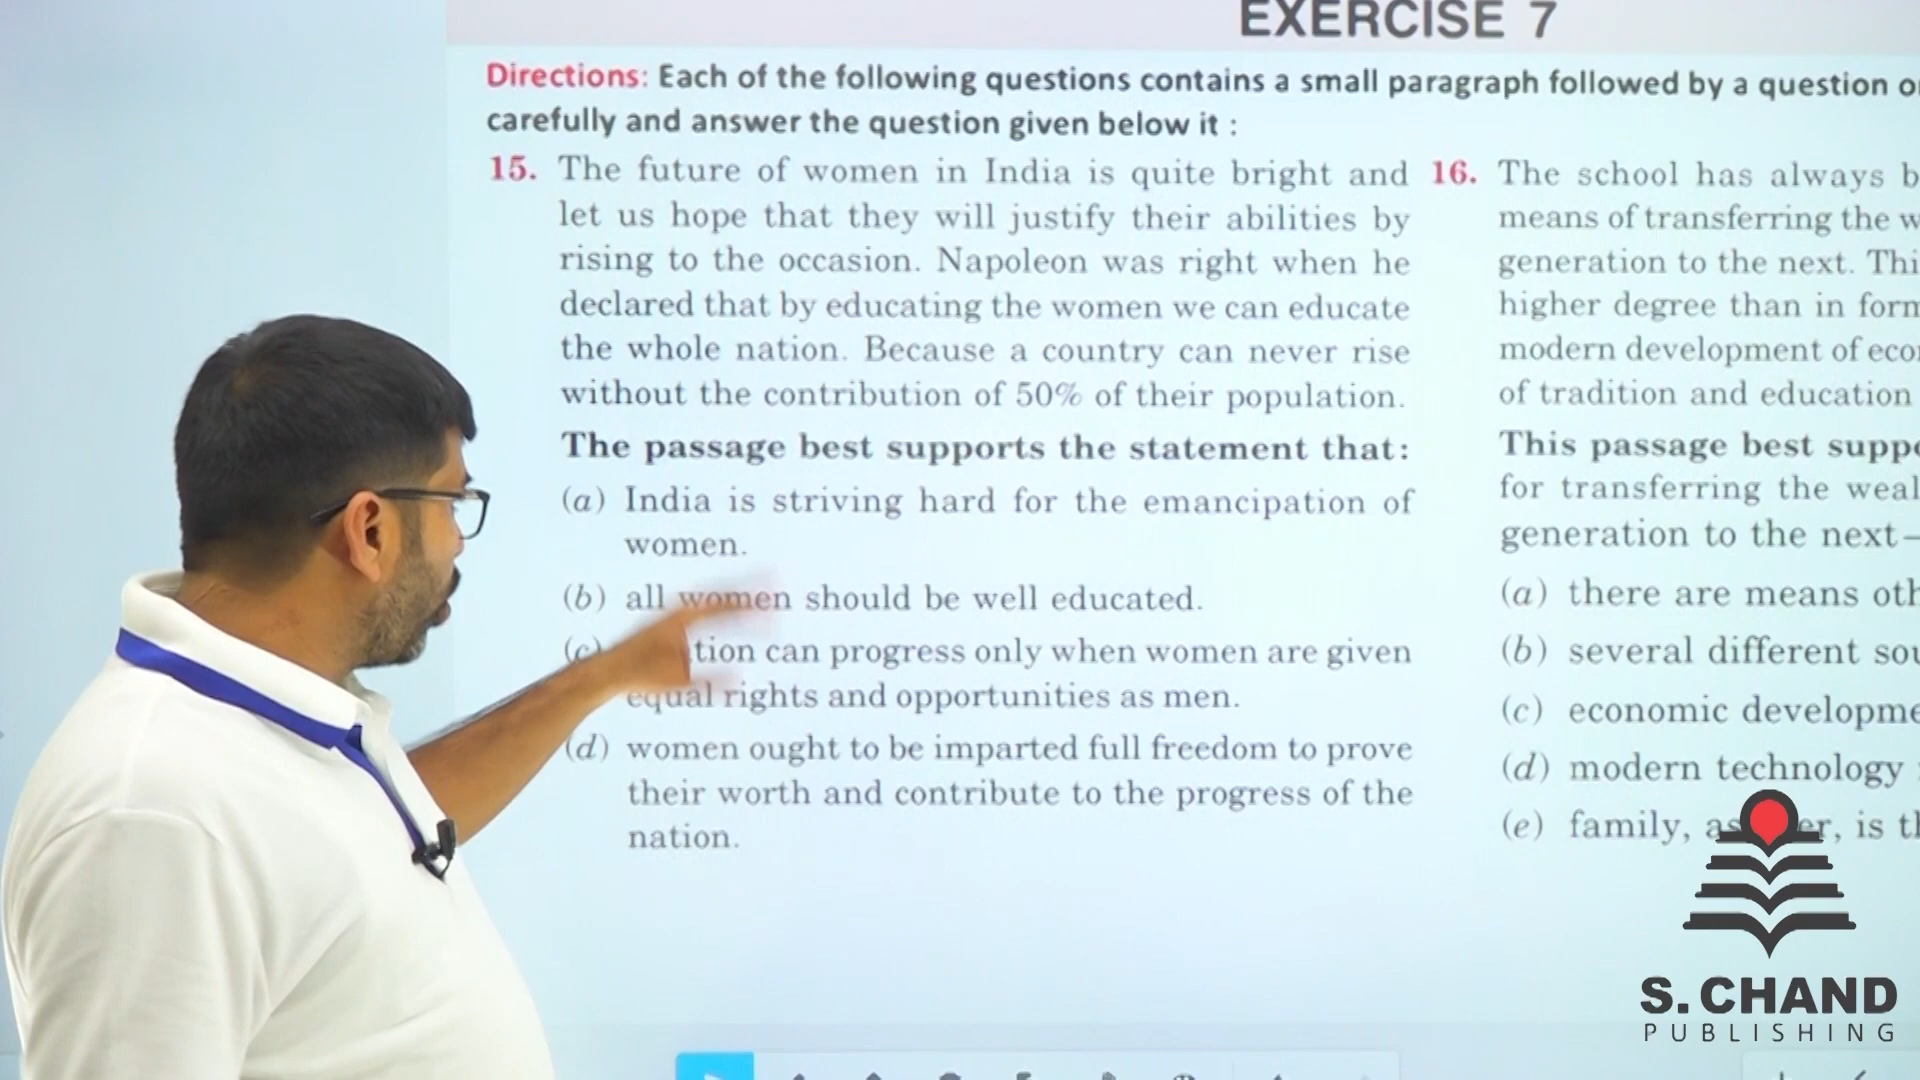 EXERCISE 7
Directions: Each of the following questions contains a small paragraph followed by a question
carefully and answer the question given below it :
15. The future of women in India is quite bright and
let us hope that they will justify their abilities by
rising to the occasion. Napoleon was right when he
declared that by educating the women we can educate
the whole nation. Because a country can never rise
without the contribution of 50% of their population.
The passage best supports the statement that:
(a) India is striving hard for the emancipation of
women.
(b) all women should be well educated.
(c) can progress only when women are given
equal rights and opportunities as men.
(d) women ought to be imparted full freedom to prove
their worth and contribute to the progress of the
nation.
16. The school has always
means of transferring the
generation to the next.
higher degree than in
modern development of
of tradition and education
This passage best
for transferring the
generation to the next—
(a) there are means
(b) several different
(c) economic
(d) modern technology
(e) family, is
S. CHAND
PUBLISHING